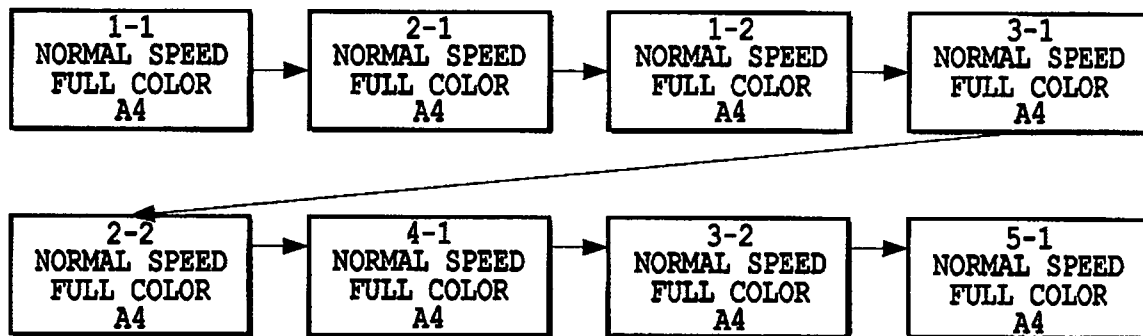 1-1
NORMAL SPEED
FULL COLOR
A4
2-1
NORMAL SPEED
FULL COLOR
A4
1-2
NORMAL SPEED
FULL COLOR
A4
3-1
NORMAL SPEED
FULL COLOR
A4
2-2
NORMAL SPEED
FULL COLOR
A4
4-1
NORMAL SPEED
FULL COLOR
A4
3-2
NORMAL SPEED
FULL COLOR
A4
5-1
NORMAL SPEED
FULL COLOR
A4